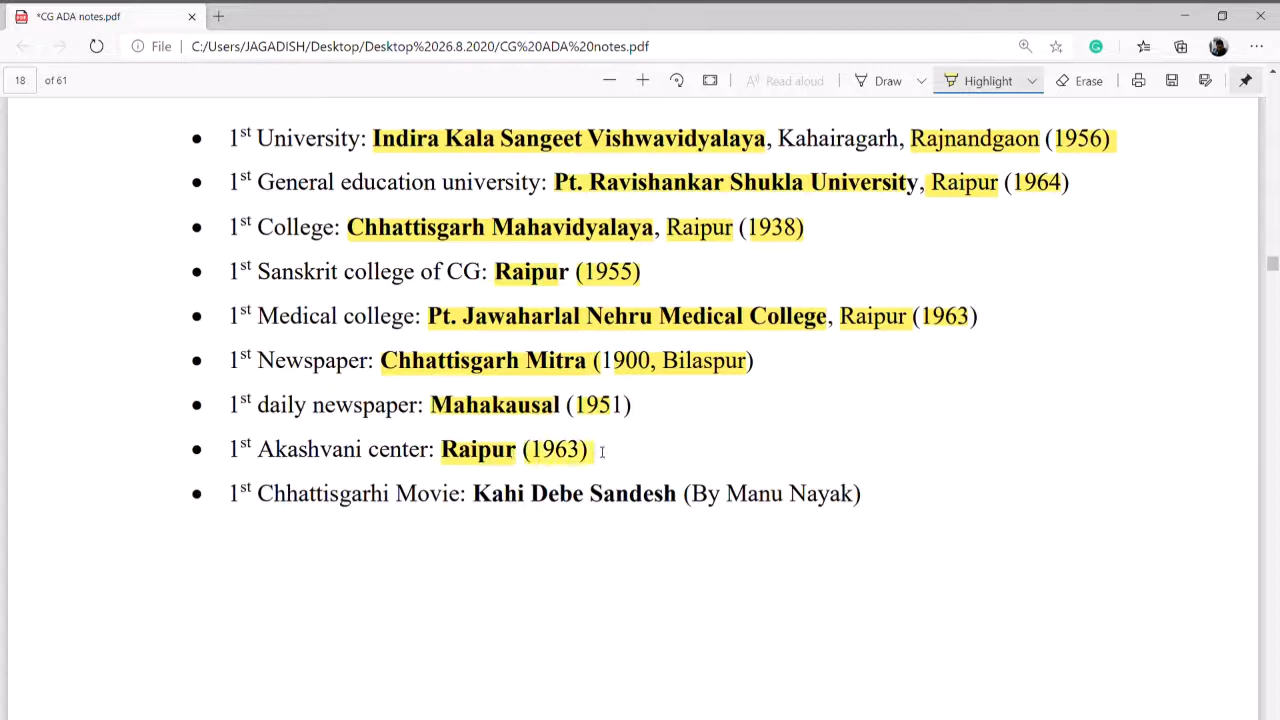 *CG ADA notes.pdf
File C:/Users/JAGADISH/Desktop/Desktop%2026.8.2020/CG%20ADA%20notes.pdf
18 of 61 Read aloud Draw Highlight Erase
• 1st University: Indira Kala Sangeet Vishwavidyalaya, Kahairagarh, Rajnandgaon (1956)
• 1st General education university: Pt. Ravishankar Shukla University, Raipur (1964)
• 1st College: Chhattisgarh Mahavidyalaya, Raipur (1938)
• 1st Sanskrit college of CG: Raipur (1955)
• 1st Medical college: Pt. Jawaharlal Nehru Medical College, Raipur (1963)
• 1st Newspaper: Chhattisgarh Mitra (1900, Bilaspur)
• 1st daily newspaper: Mahakausal (1951)
• 1st Akashvani center: Raipur (1963)
• 1st Chhattisgarhi Movie: Kahi Debe Sandesh (By Manu Nayak)